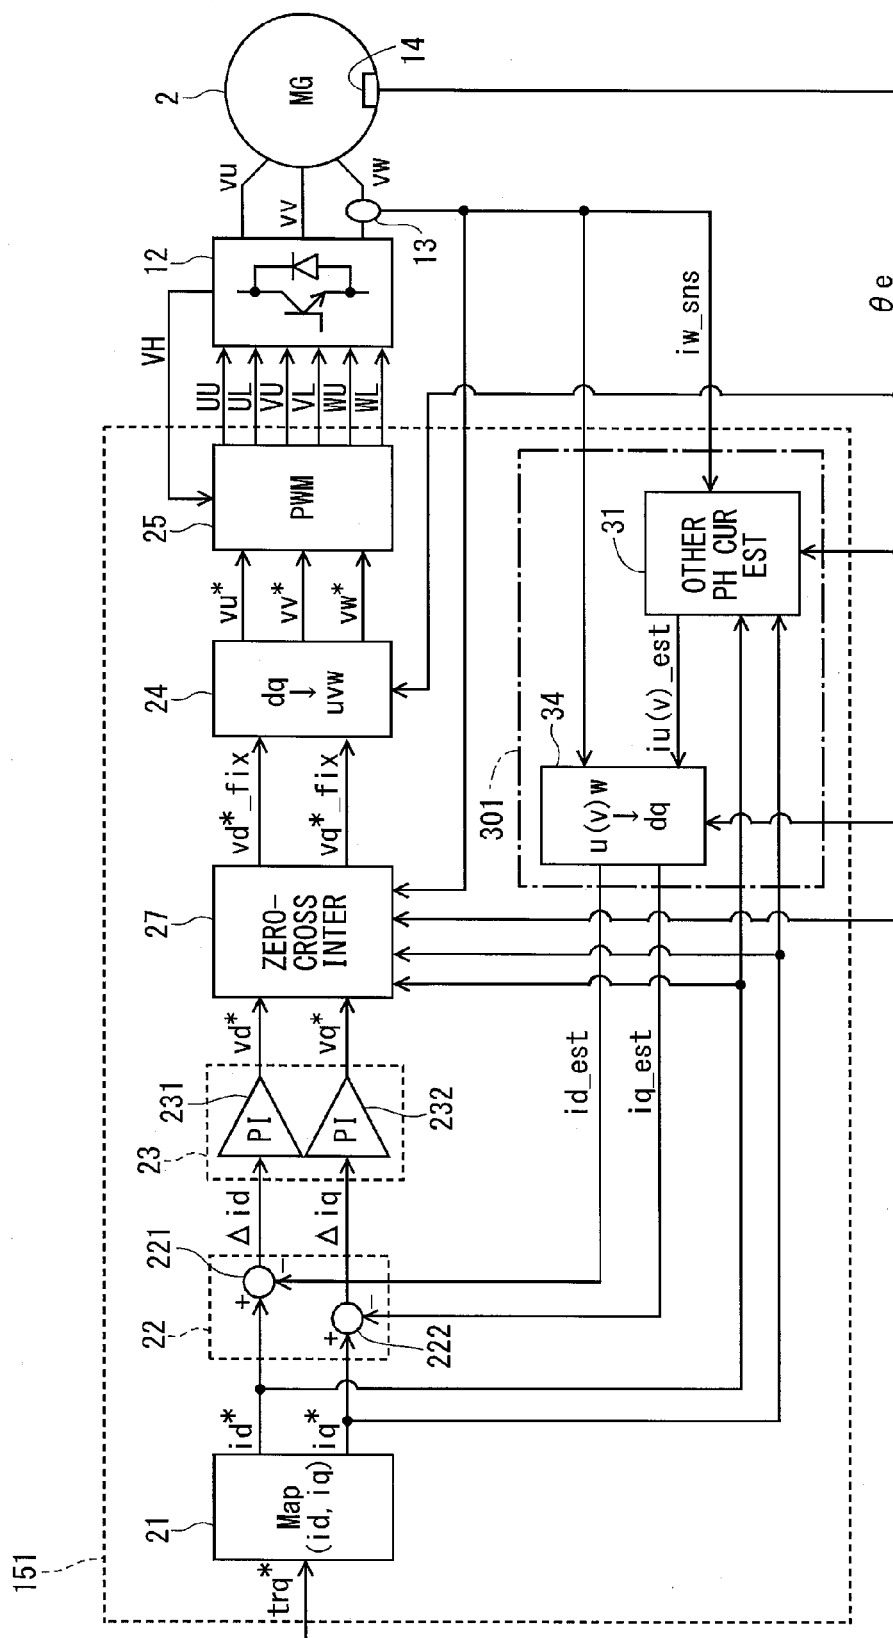 151
trq*
21
Map
(id, iq)
id*
iq*
22
221
+
-
222
+
-
Δid
Δiq
23
231
PI
232
PI
vd*
vq*
27
ZERO-
CROSS
INTER
vd*_fix
vq*_fix
24
dq
↓
uvw
vu*
vv*
vw*
25
PWM
VH
UU
UL
VU
VL
WU
WL
12
vu
vv
vw
13
2
MG
14
id_est
iq_est
301
34
u(v)w
↓
dq
iu(v)_est
31
OTHER
PH CUR
EST
iw_sns
θe